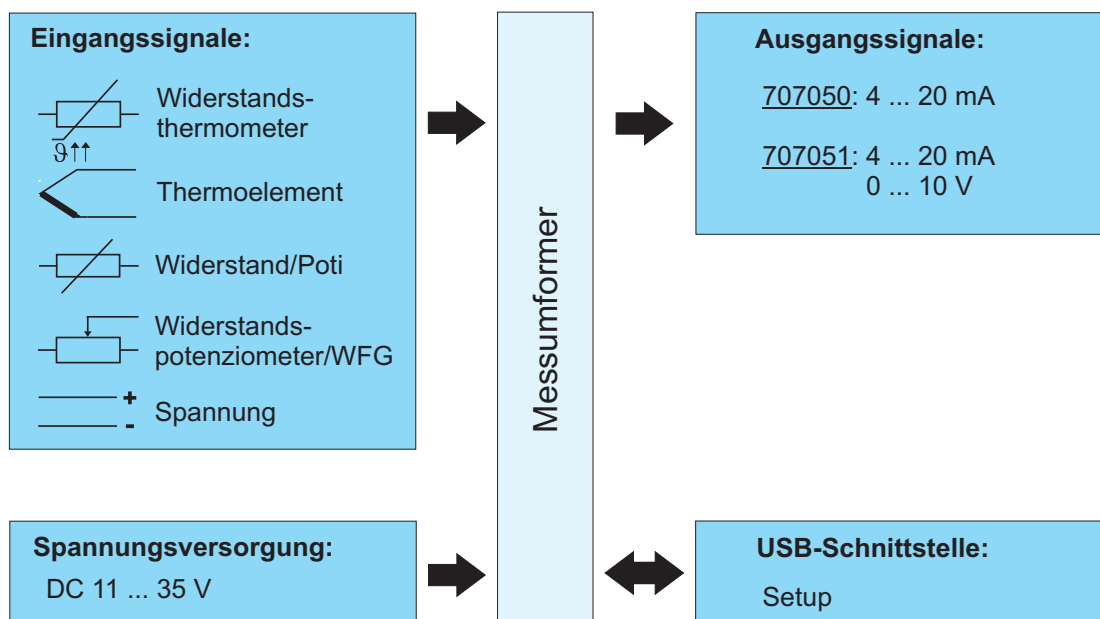 Eingangssignale:
Widerstands-
thermometer
ϑ↑↑
Thermoelement
Widerstand/Poti
Widerstands-
potenziometer/WFG
+
-
Spannung
Spannungsversorgung:
DC 11 ... 35 V
Messumformer
Ausgangssignale:
707050: 4 ... 20 mA
707051: 4 ... 20 mA
0 ... 10 V
USB-Schnittstelle:
Setup